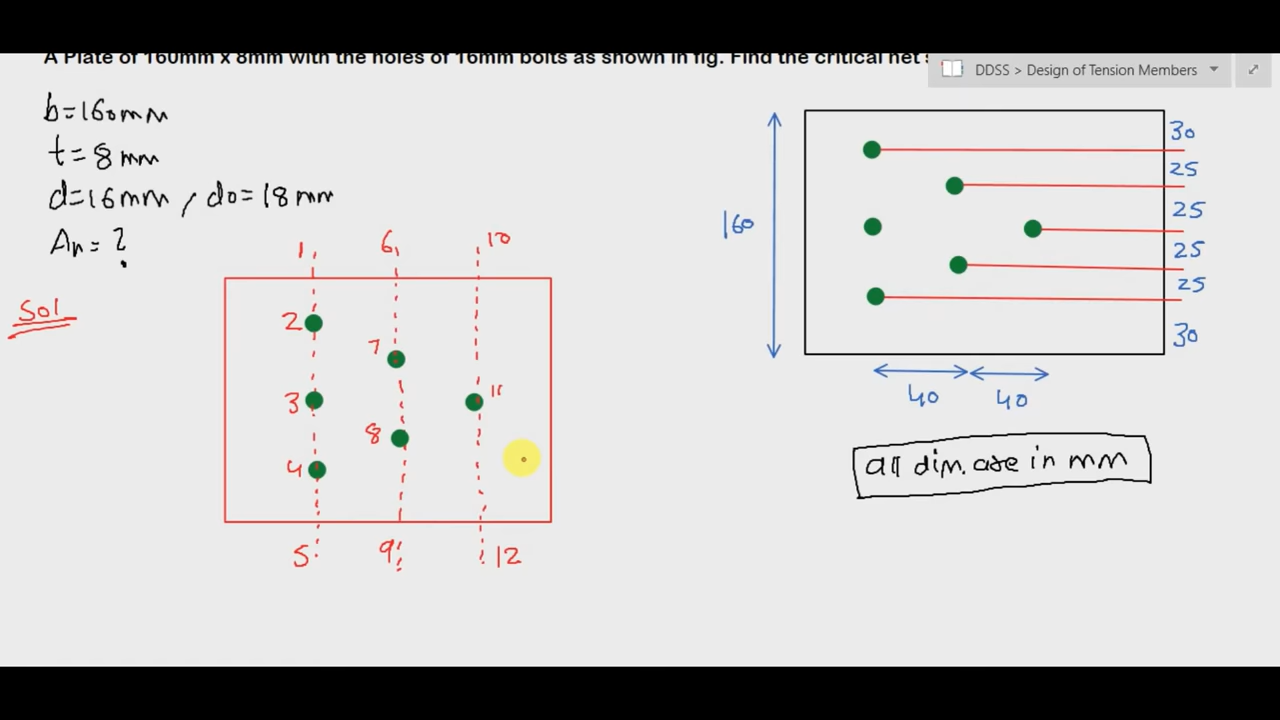 A Plate of 160mm x 8mm with the holes of 16mm bolts as shown in fig. Find the critical net
DDSS > Design of Tension Members
b=160mm
t=8mm
d=16mm, do=18mm
An=?
Sol
1
6
10
2
7
3
11
8
4
5
9
12
160
30
25
25
25
25
30
40
40
all dim. are in mm